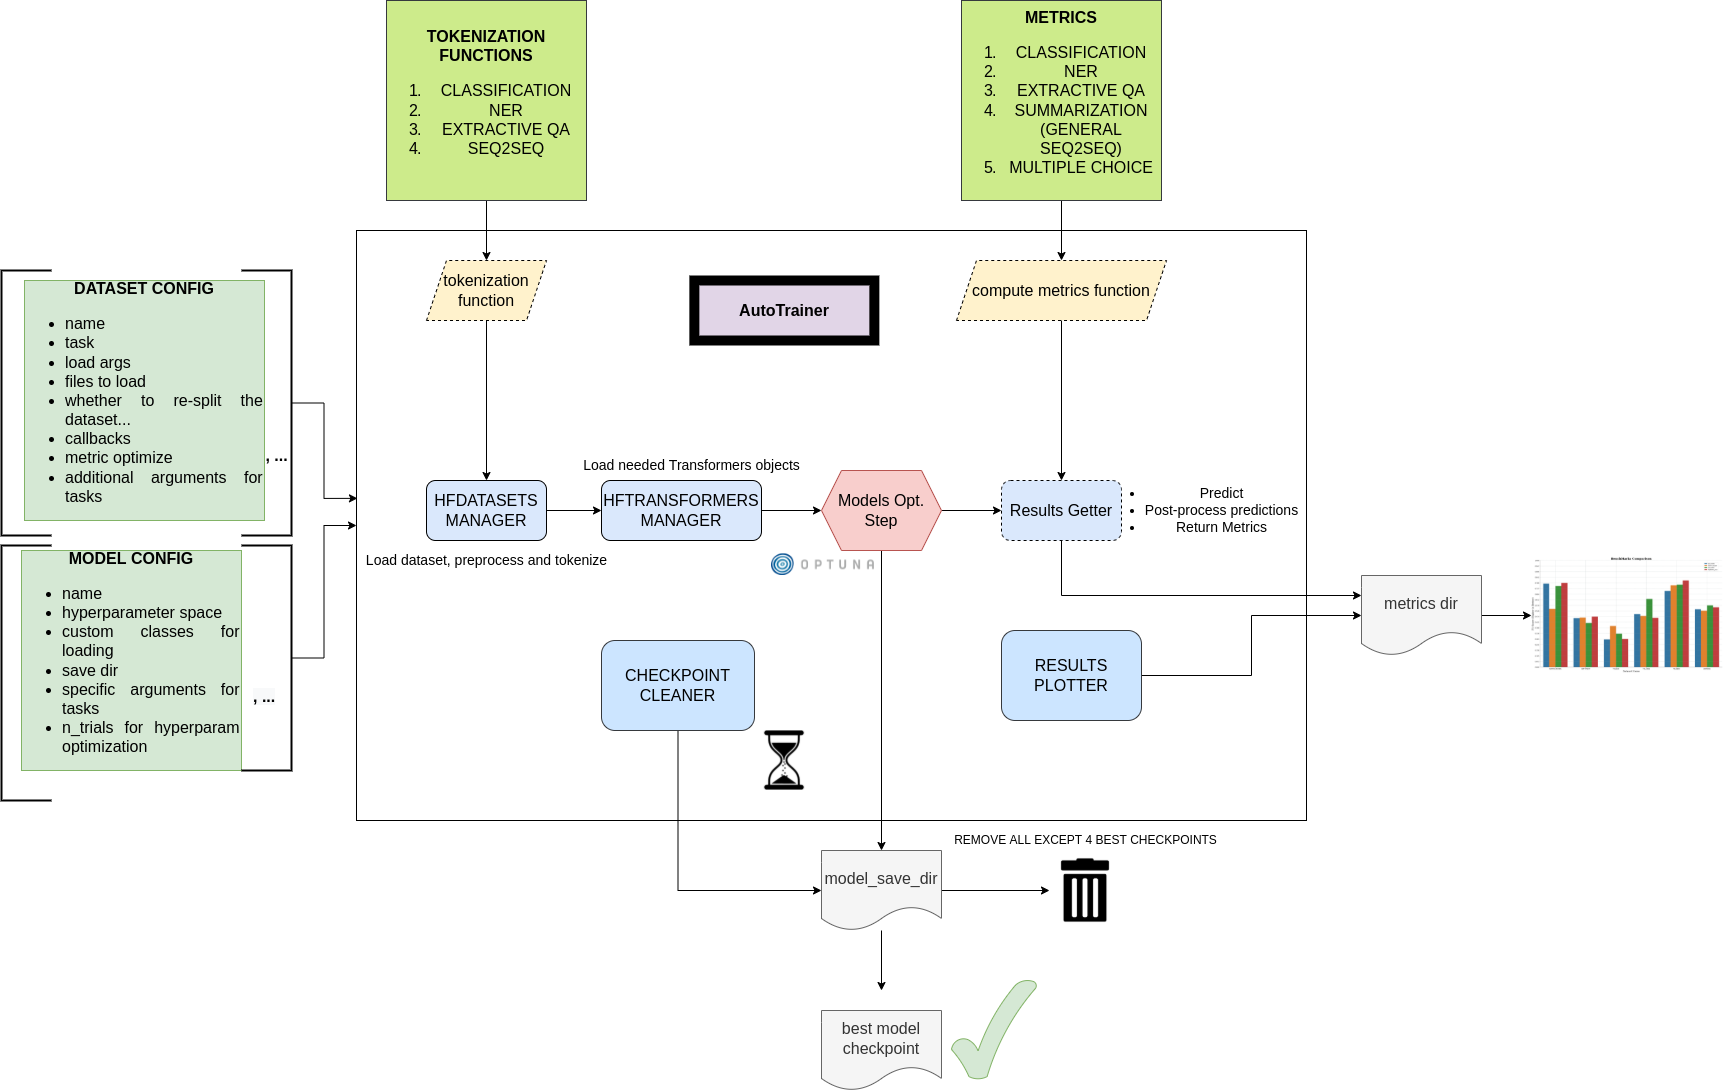 TOKENIZATION
FUNCTIONS
1. CLASSIFICATION
2. NER
3. EXTRACTIVE QA
4. SEQ2SEQ
METRICS
1. CLASSIFICATION
2. NER
3. EXTRACTIVE QA
4. SUMMARIZATION
(GENERAL
SEQ2SEQ)
5. MULTIPLE CHOICE
DATASET CONFIG
• name
• task
• load args
• files to load
• whether to re-split the
dataset...
• callbacks
• metric optimize
• additional arguments for
tasks
, ...
MODEL CONFIG
• name
• hyperparameter space
• custom classes for
loading
• save dir
• specific arguments for
tasks
• n_trials for hyperparam
optimization
, ...
tokenization
function
AutoTrainer
compute metrics function
Load needed Transformers objects
HFDATASETS
MANAGER
HFTRANSFORMERS
MANAGER
Models Opt.
Step
Results Getter
• Predict
• Post-process predictions
• Return Metrics
Load dataset, preprocess and tokenize
OPTUNA
CHECKPOINT
CLEANER
RESULTS
PLOTTER
metrics dir
REMOVE ALL EXCEPT 4 BEST CHECKPOINTS
model_save_dir
best model
checkpoint